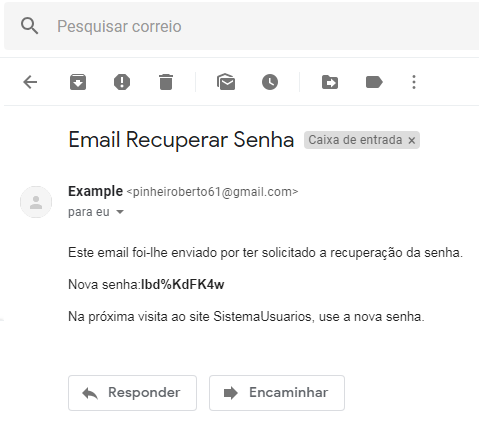 Pesquisar correio
Email Recuperar Senha Caixa de entrada ×
Example <pinheiroberto61@gmail.com>
para eu
Este email foi-lhe enviado por ter solicitado a recuperação da senha.
Nova senha:lbd%KdFK4w
Na próxima visita ao site SistemaUsuarios, use a nova senha.
Responder Encaminhar